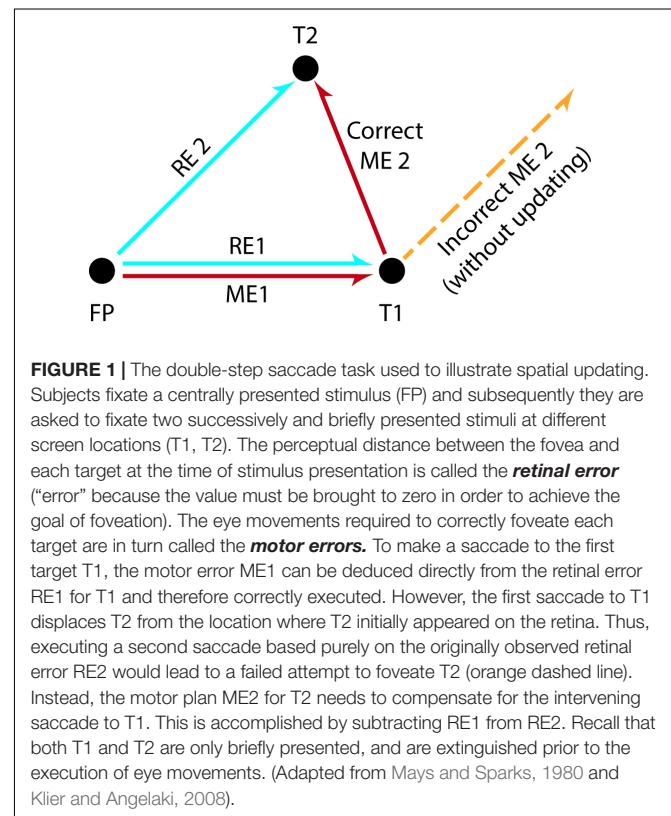 T2
RE 2
Correct
ME 2
Incorrect ME 2
(without updating)
RE1
ME1
FP
T1
FIGURE 1 | The double-step saccade task used to illustrate spatial updating.
Subjects fixate a centrally presented stimulus (FP) and subsequently they are
asked to fixate two successively and briefly presented stimuli at different
screen locations (T1, T2). The perceptual distance between the fovea and
each target at the time of stimulus presentation is called the retinal error
(“error” because the value must be brought to zero in order to achieve the
goal of foveation). The eye movements required to correctly foveate each
target are in turn called the motor errors. To make a saccade to the first
target T1, the motor error ME1 can be deduced directly from the retinal error
RE1 for T1 and therefore correctly executed. However, the first saccade to T1
displaces T2 from the location where T2 initially appeared on the retina. Thus,
executing a second saccade based purely on the originally observed retinal
error RE2 would lead to a failed attempt to foveate T2 (orange dashed line).
Instead, the motor plan ME2 for T2 needs to compensate for the intervening
saccade to T1. This is accomplished by subtracting RE1 from RE2. Recall that
both T1 and T2 are only briefly presented, and are extinguished prior to the
execution of eye movements. (Adapted from Mays and Sparks, 1980 and
Klier and Angelaki, 2008).